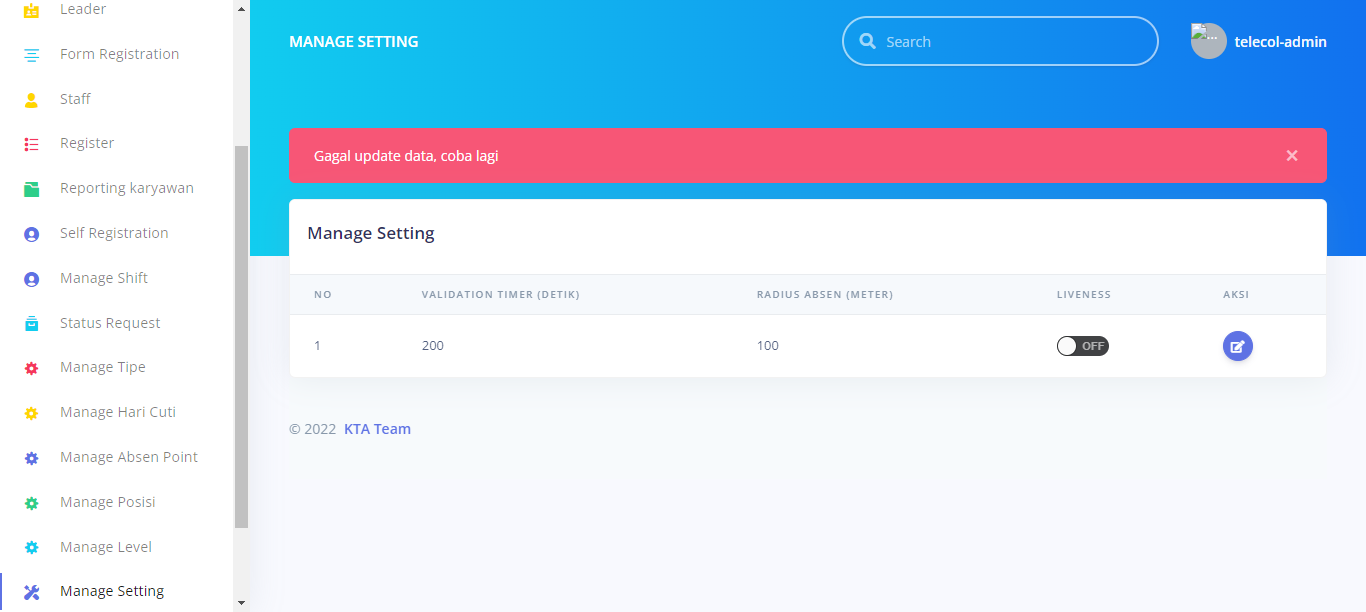 Leader
Form Registration
Staff
Register
Reporting karyawan
Self Registration
Manage Shift
Status Request
Manage Tipe
Manage Hari Cuti
Manage Absen Point
Manage Posisi
Manage Level
Manage Setting
MANAGE SETTING
Search
telecol-admin
Gagal update data, coba lagi
×
Manage Setting
NO VALIDATION TIMER (DETIK) RADIUS ABSEN (METER) LIVENESS AKSI
1 200 100 OFF
© 2022 KTA Team